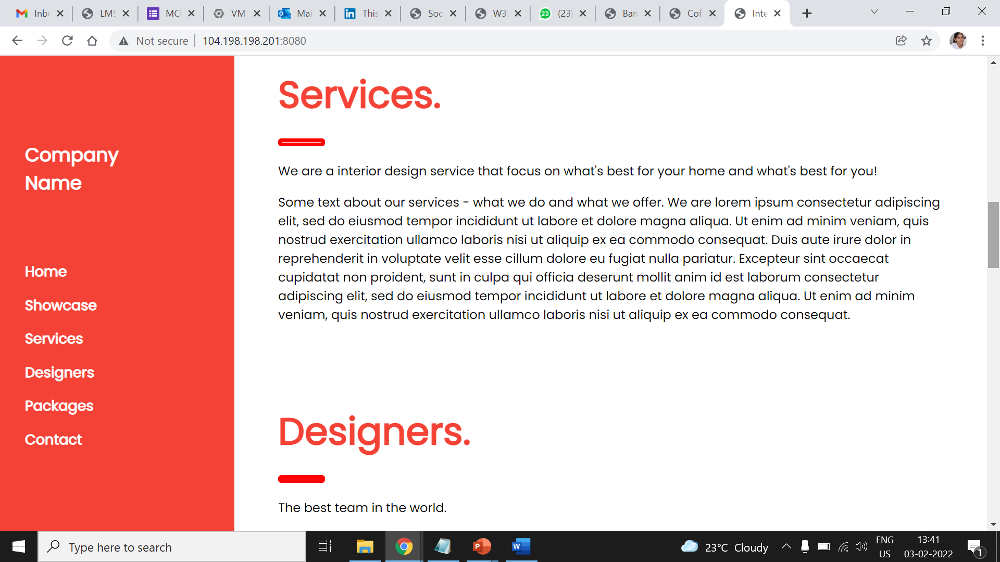 Inbc
LMS
MC
VM
Mai
This
Soc
W3.
(23)
Ban
Cof
Inte
Not secure
104.198.198.201:8080
Company
Name
Home
Showcase
Services
Designers
Packages
Contact
Services.
We are a interior design service that focus on what's best for your home and what's best for you!
Some text about our services - what we do and what we offer. We are lorem ipsum consectetur adipiscing
elit, sed do eiusmod tempor incididunt ut labore et dolore magna aliqua. Ut enim ad minim veniam, quis
nostrud exercitation ullamco laboris nisi ut aliquip ex ea commodo consequat. Duis aute irure dolor in
reprehenderit in voluptate velit esse cillum dolore eu fugiat nulla pariatur. Excepteur sint occaecat
cupidatat non proident, sunt in culpa qui officia deserunt mollit anim id est laborum consectetur
adipiscing elit, sed do eiusmod tempor incididunt ut labore et dolore magna aliqua. Ut enim ad minim
veniam, quis nostrud exercitation ullamco laboris nisi ut aliquip ex ea commodo consequat.
Designers.
The best team in the world.
Type here to search
23°C Cloudy
ENG
US
13:41
03-02-2022
1